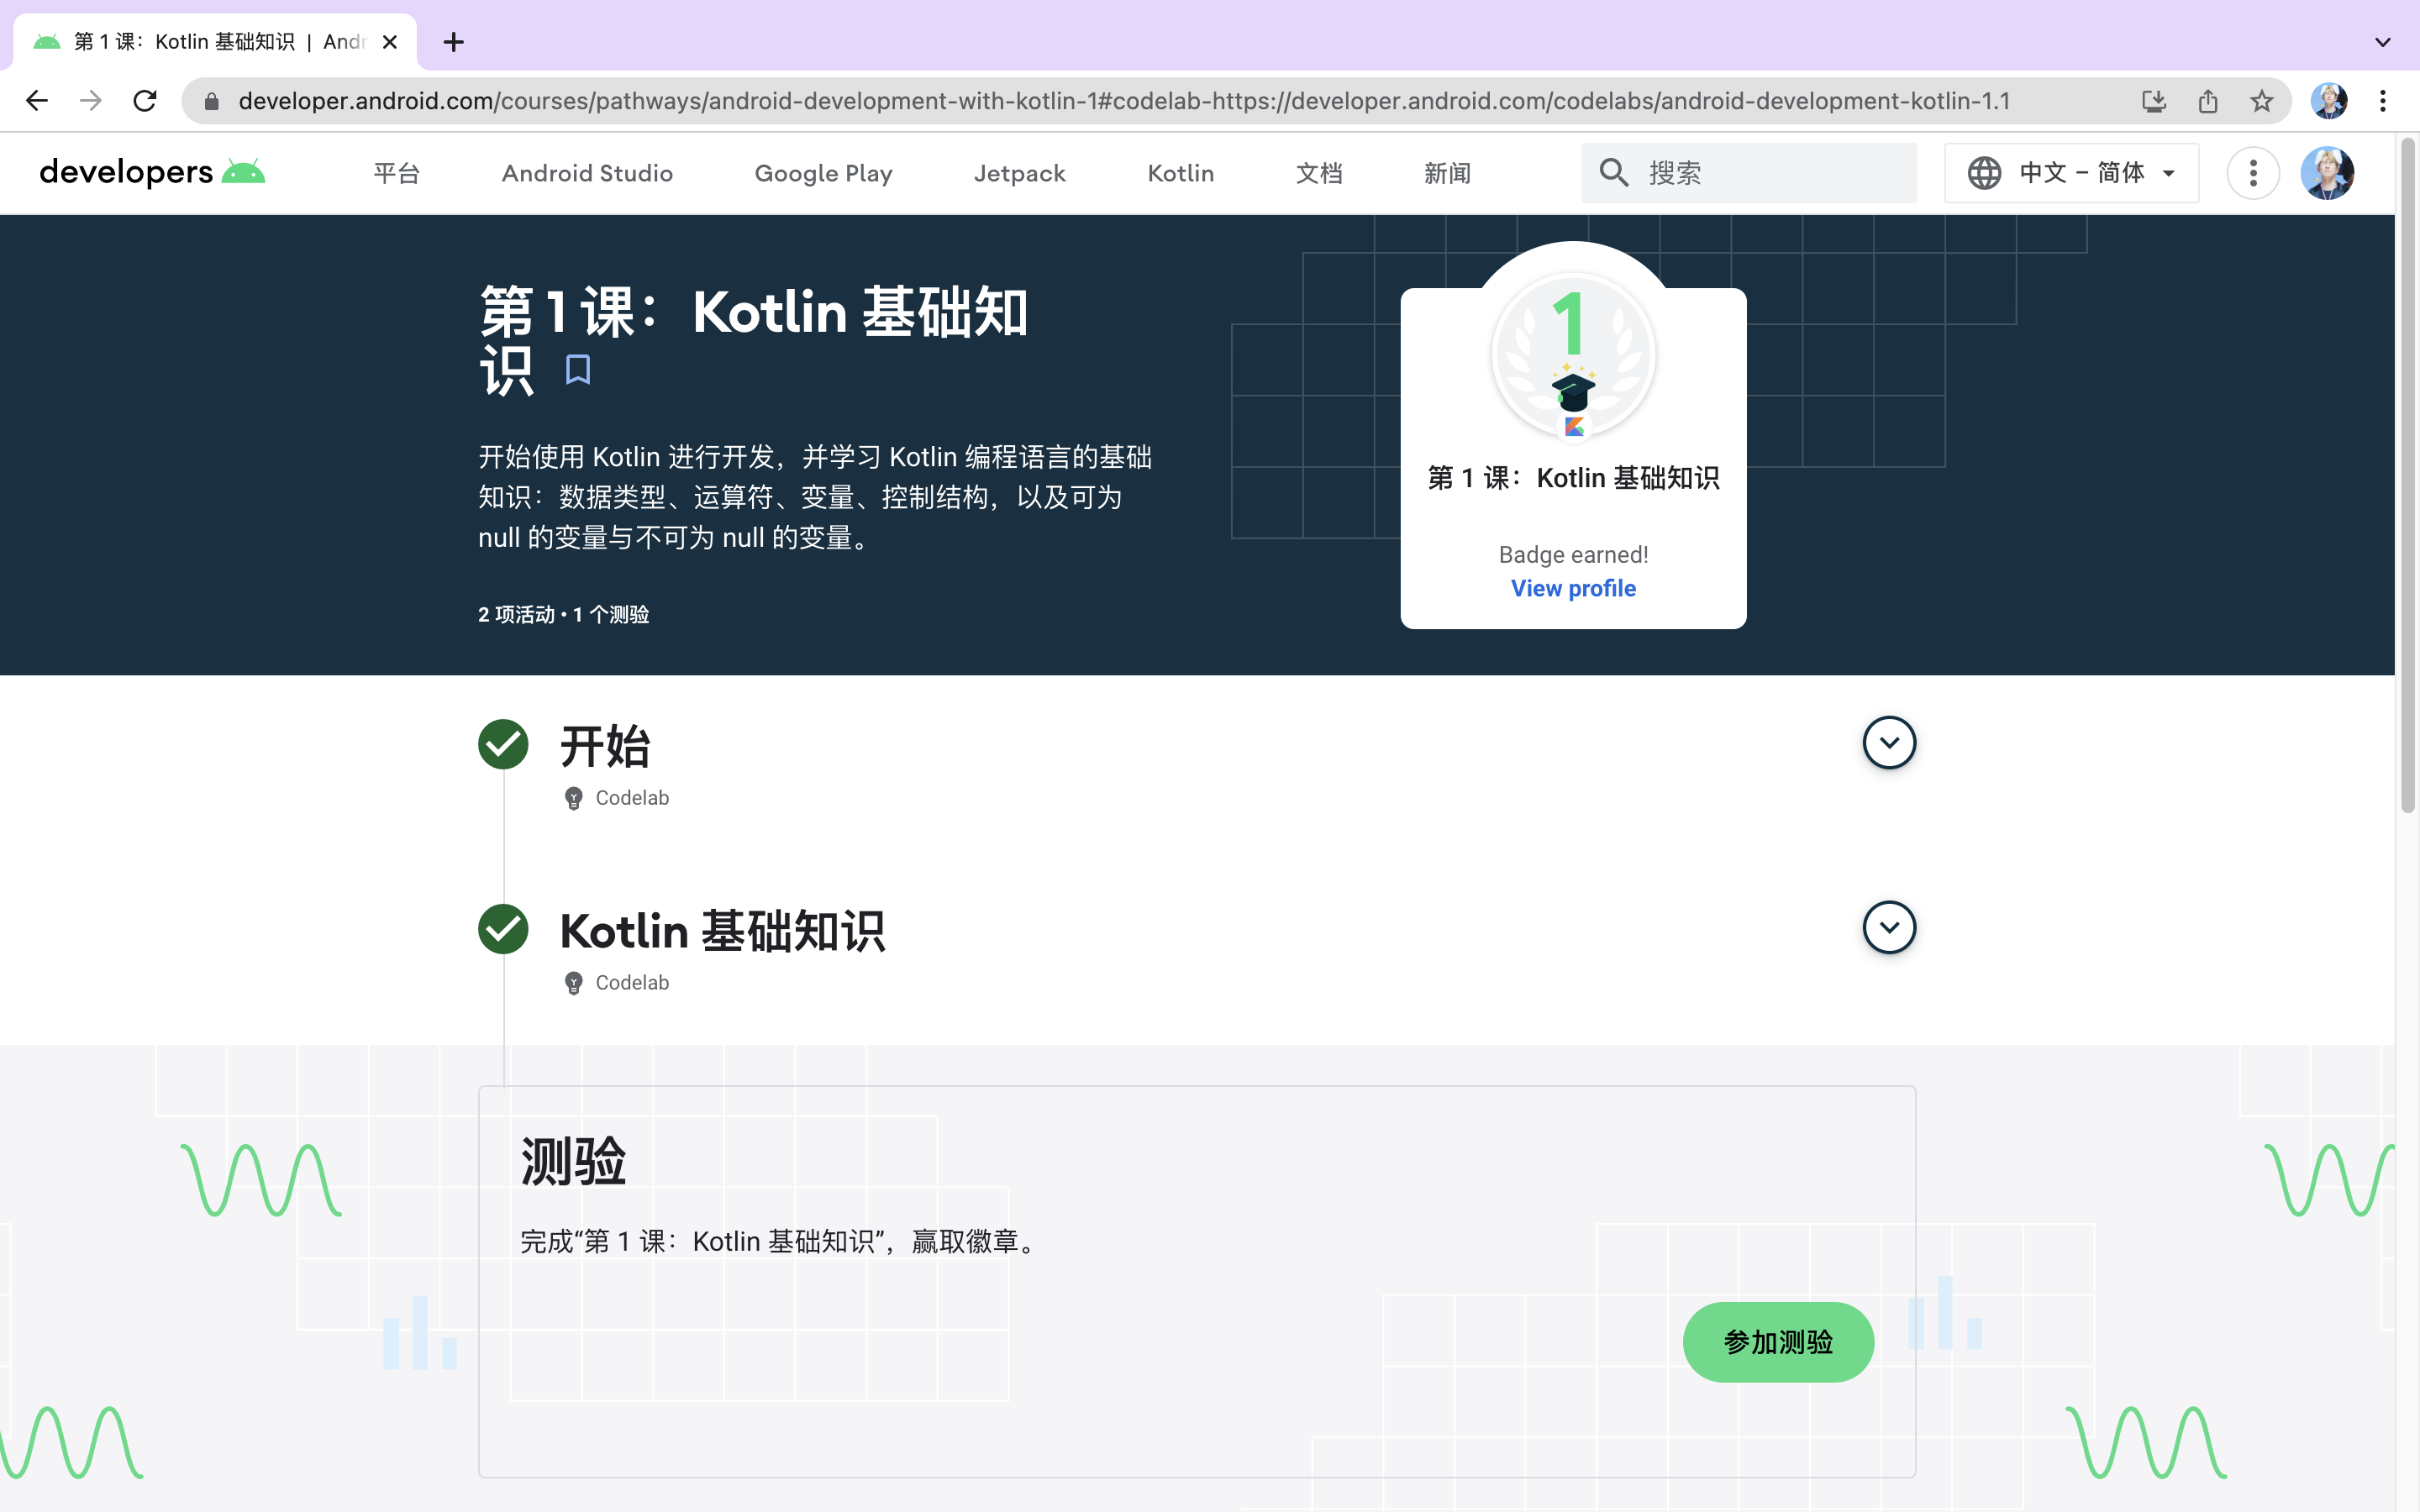 第 1 课：Kotlin 基础知识 | Andr
developer.android.com/courses/pathways/android-development-with-kotlin-1#codelab-https://developer.android.com/codelabs/android-development-kotlin-1.1
developers 平台 Android Studio Google Play Jetpack Kotlin 文档 新闻 搜索 中文 – 简体
第 1 课：Kotlin 基础知
识
开始使用 Kotlin 进行开发，并学习 Kotlin 编程语言的基础
知识：数据类型、运算符、变量、控制结构，以及可为
null 的变量与不可为 null 的变量。
2 项活动 • 1 个测验
1
第 1 课：Kotlin 基础知识
Badge earned!
View profile
开始
Codelab
Kotlin 基础知识
Codelab
测验
完成“第 1 课：Kotlin 基础知识”，赢取徽章。
参加测验